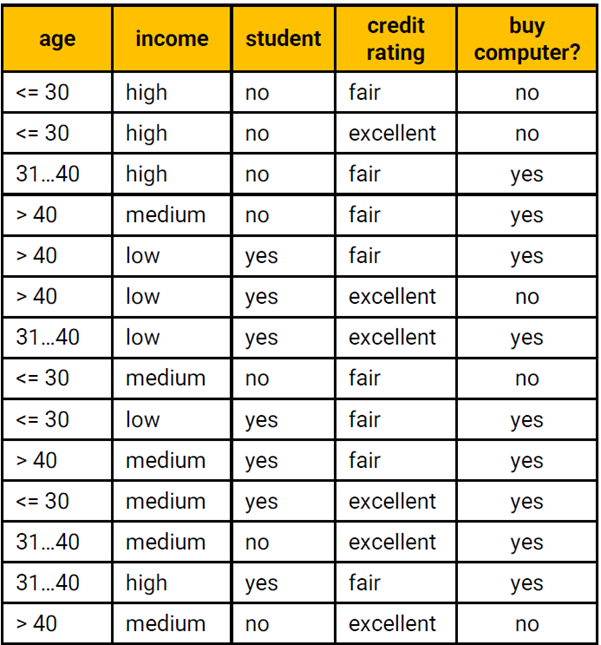 age income student credit rating buy computer?
<= 30 high no fair no
<= 30 high no excellent no
31...40 high no fair yes
> 40 medium no fair yes
> 40 low yes fair yes
> 40 low yes excellent no
31...40 low yes excellent yes
<= 30 medium no fair no
<= 30 low yes fair yes
> 40 medium yes fair yes
<= 30 medium yes excellent yes
31...40 medium no excellent yes
31...40 high yes fair yes
> 40 medium no excellent no